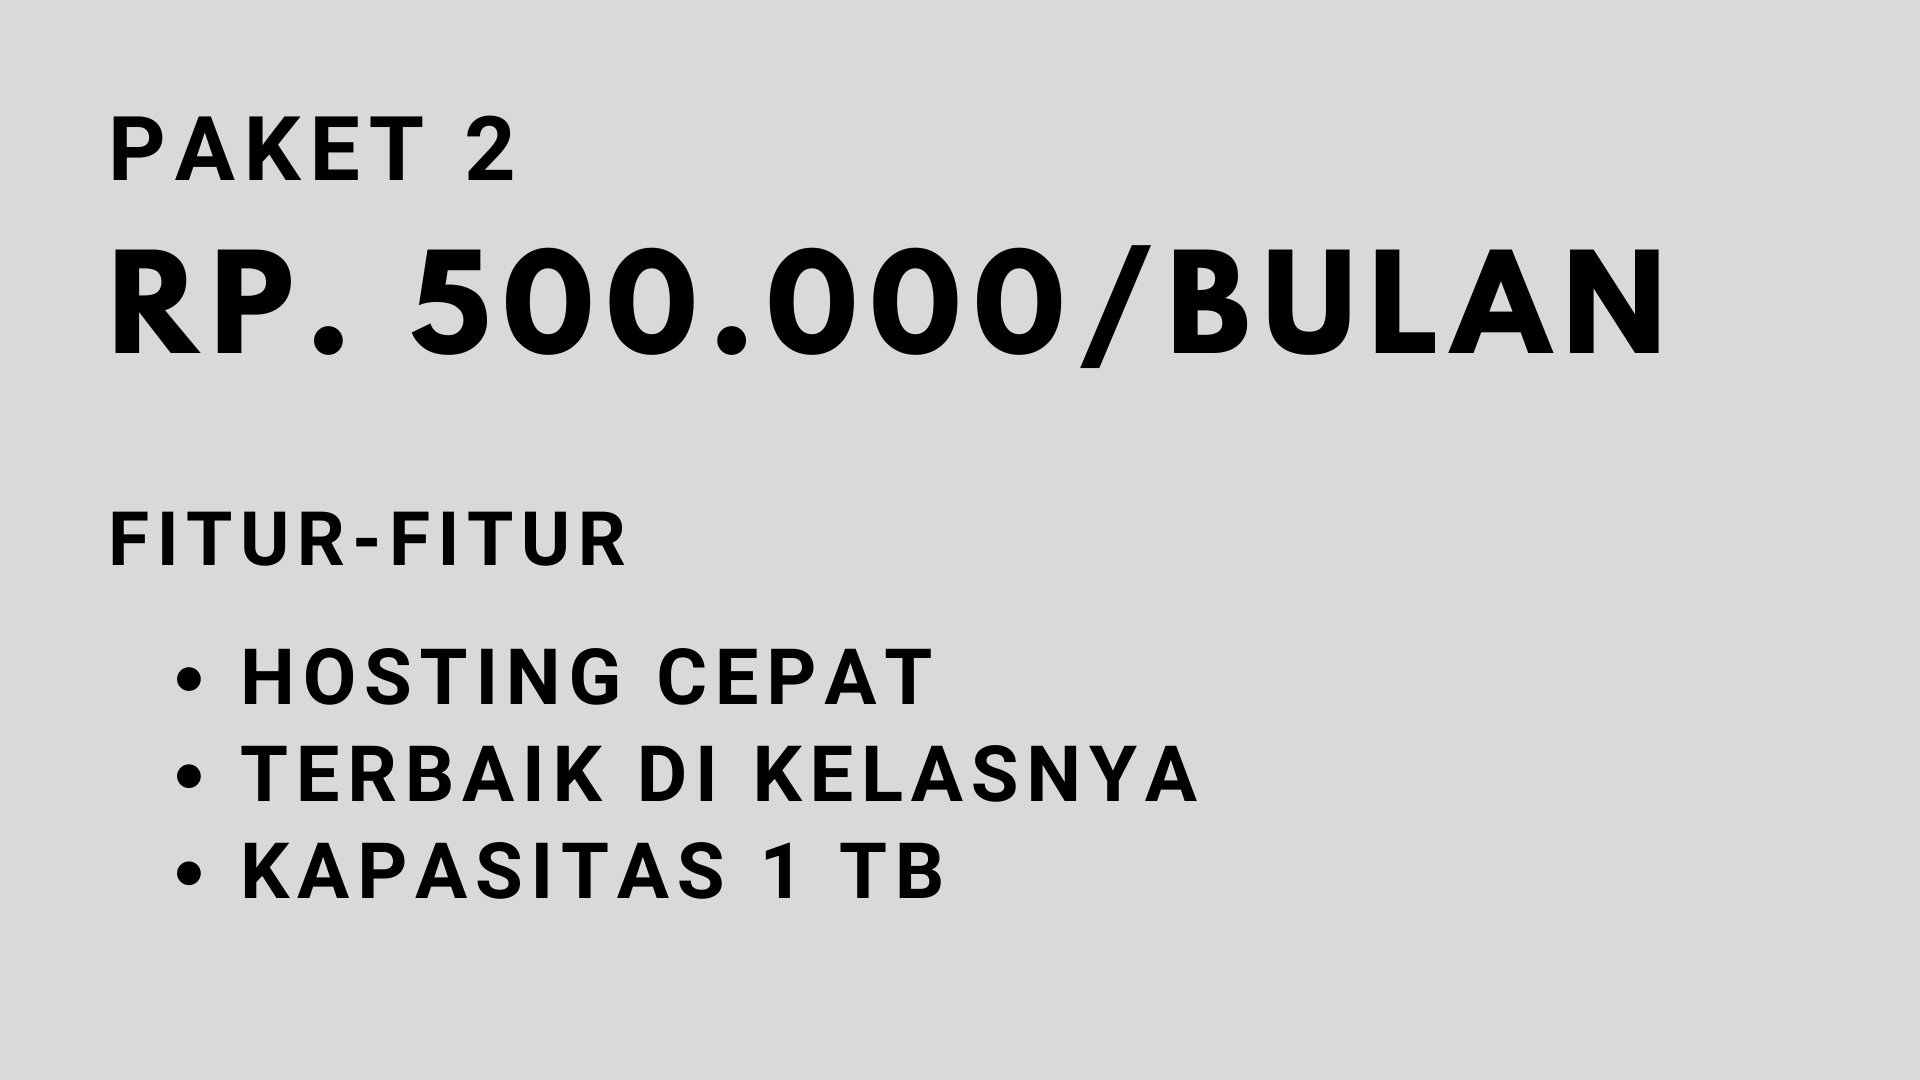 PAKET 2
RP. 500.000/BULAN
FITUR-FITUR
• HOSTING CEPAT
• TERBAIK DI KELASNYA
• KAPASITAS 1 TB